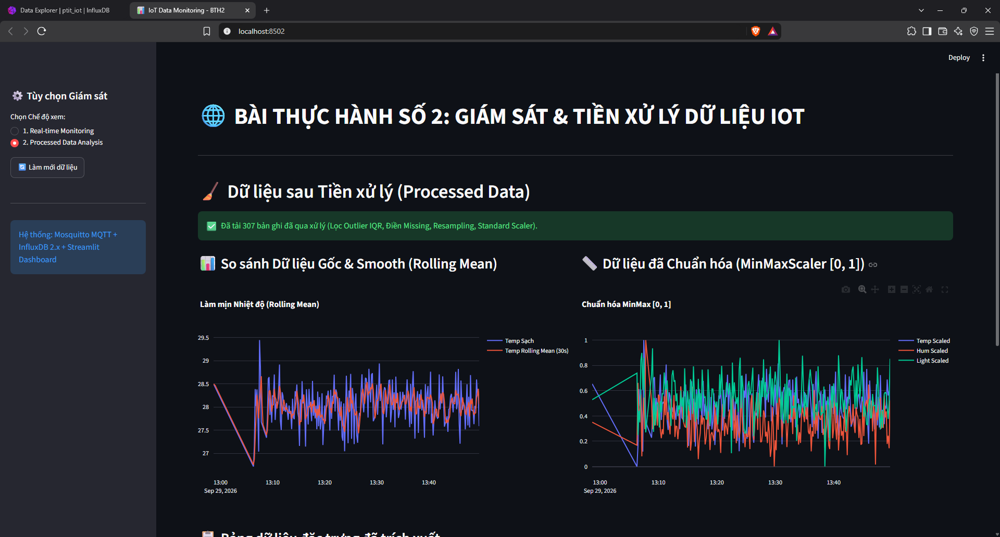 Data Explorer | ptit_iot | InfluxDB
IoT Data Monitoring - BTH2
localhost:8502
Deploy
Tùy chọn Giám sát
Chọn Chế độ xem:
1. Real-time Monitoring
2. Processed Data Analysis
Làm mới dữ liệu
Hệ thống: Mosquitto MQTT +
InfluxDB 2.x + Streamlit
Dashboard
BÀI THỰC HÀNH SỐ 2: GIÁM SÁT & TIỀN XỬ LÝ DỮ LIỆU IOT
Dữ liệu sau Tiền xử lý (Processed Data)
Đã tải 307 bản ghi đã qua xử lý (Lọc Outlier IQR, Điền Missing, Resampling, Standard Scaler).
So sánh Dữ liệu Gốc & Smooth (Rolling Mean)
Làm mịn Nhiệt độ (Rolling Mean)
29.5
29
28.5
28
27.5
27
13:00
13:10
13:20
13:30
13:40
Sep 29, 2026
Temp Sạch
Temp Rolling Mean (30s)
Dữ liệu đã Chuẩn hóa (MinMaxScaler [0, 1])
Chuẩn hóa MinMax [0, 1]
1
0.8
0.6
0.4
0.2
0
13:00
13:10
13:20
13:30
13:40
Sep 29, 2026
Temp Scaled
Hum Scaled
Light Scaled
Bảng dữ liệu đặc trưng đã trích xuất